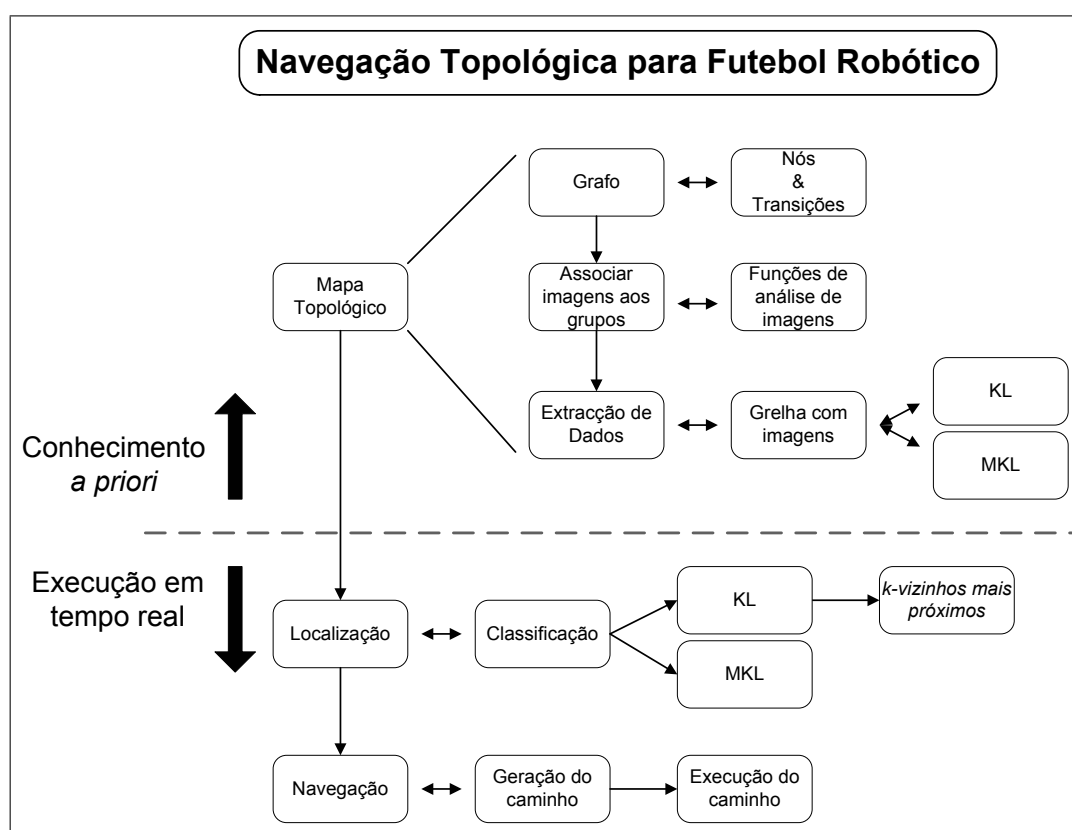 Navegação Topológica para Futebol Robótico
Grafo
Nós
&
Transições
Mapa
Topológico
Associar
imagens aos
grupos
Funções de
análise de
imagens
Extracção de
Dados
Grelha com
imagens
KL
MKL
Conhecimento
a priori
Execução em
tempo real
Localização
Classificação
KL
k-vizinhos mais
próximos
MKL
Navegação
Geração do
caminho
Execução do
caminho